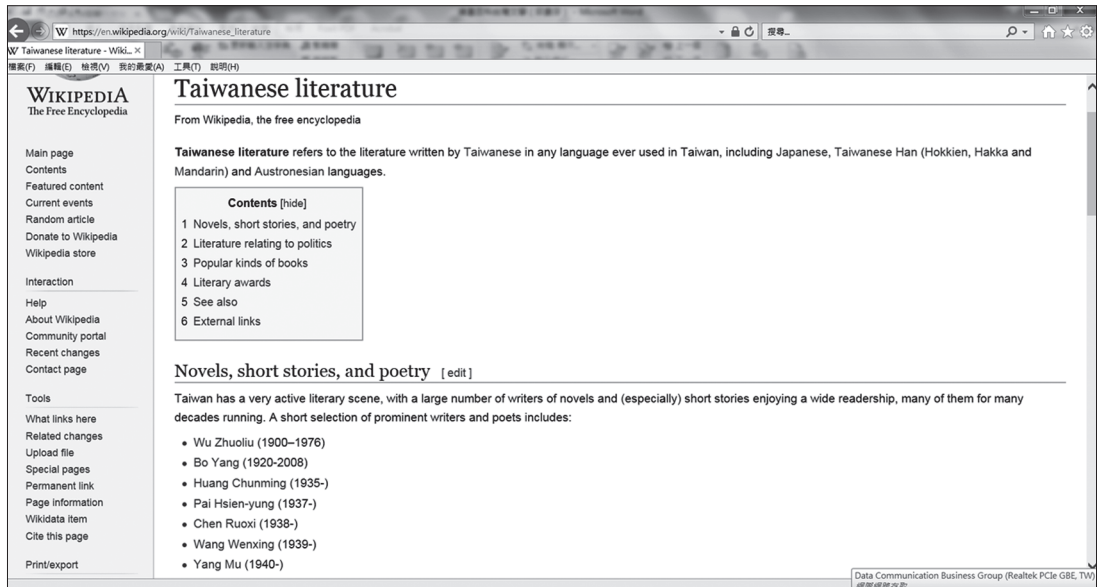 Microsoft Word
https://en.wikipedia.org/wiki/Taiwanese_literature
搜尋...
W Taiwanese literature - Wiki... ×
檔案(F) 編輯(E) 檢視(V) 我的最愛(A) 工具(T) 說明(H)
WIKIPEDIA
The Free Encyclopedia
Main page
Contents
Featured content
Current events
Random article
Donate to Wikipedia
Wikipedia store
Interaction
Help
About Wikipedia
Community portal
Recent changes
Contact page
Tools
What links here
Related changes
Upload file
Special pages
Permanent link
Page information
Wikidata item
Cite this page
Print/export
Taiwanese literature
From Wikipedia, the free encyclopedia
Taiwanese literature refers to the literature written by Taiwanese in any language ever used in Taiwan, including Japanese, Taiwanese Han (Hokkien, Hakka and
Mandarin) and Austronesian languages.
Contents [hide]
1 Novels, short stories, and poetry
2 Literature relating to politics
3 Popular kinds of books
4 Literary awards
5 See also
6 External links
Novels, short stories, and poetry [ edit ]
Taiwan has a very active literary scene, with a large number of writers of novels and (especially) short stories enjoying a wide readership, many of them for many
decades running. A short selection of prominent writers and poets includes:
• Wu Zhuoliu (1900–1976)
• Bo Yang (1920-2008)
• Huang Chunming (1935-)
• Pai Hsien-yung (1937-)
• Chen Ruoxi (1938-)
• Wang Wenxing (1939-)
• Yang Mu (1940-)
Data Communication Business Group (Realtek PCIe GBE, TW)